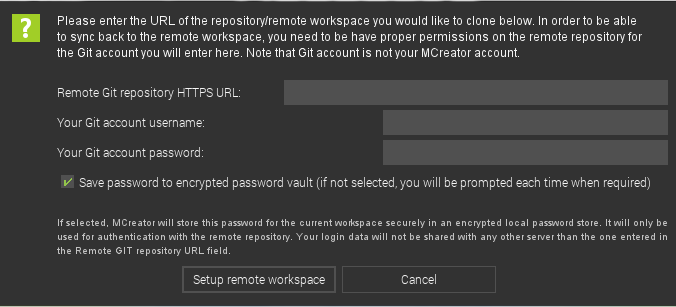 Please enter the URL of the repository/remote workspace you would like to clone below. In order to be able
to sync back to the remote workspace, you need to be have proper permissions on the remote repository for
the Git account you will enter here. Note that Git account is not your MCreator account.
Remote Git repository HTTPS URL:
Your Git account username:
Your Git account password:
Save password to encrypted password vault (if not selected, you will be prompted each time when required)
If selected, MCreator will store this password for the current workspace securely in an encrypted local password store. It will only be
used for authentication with the remote repository. Your login data will not be shared with any other server than the one entered in
the Remote GIT repository URL field.
Setup remote workspace
Cancel